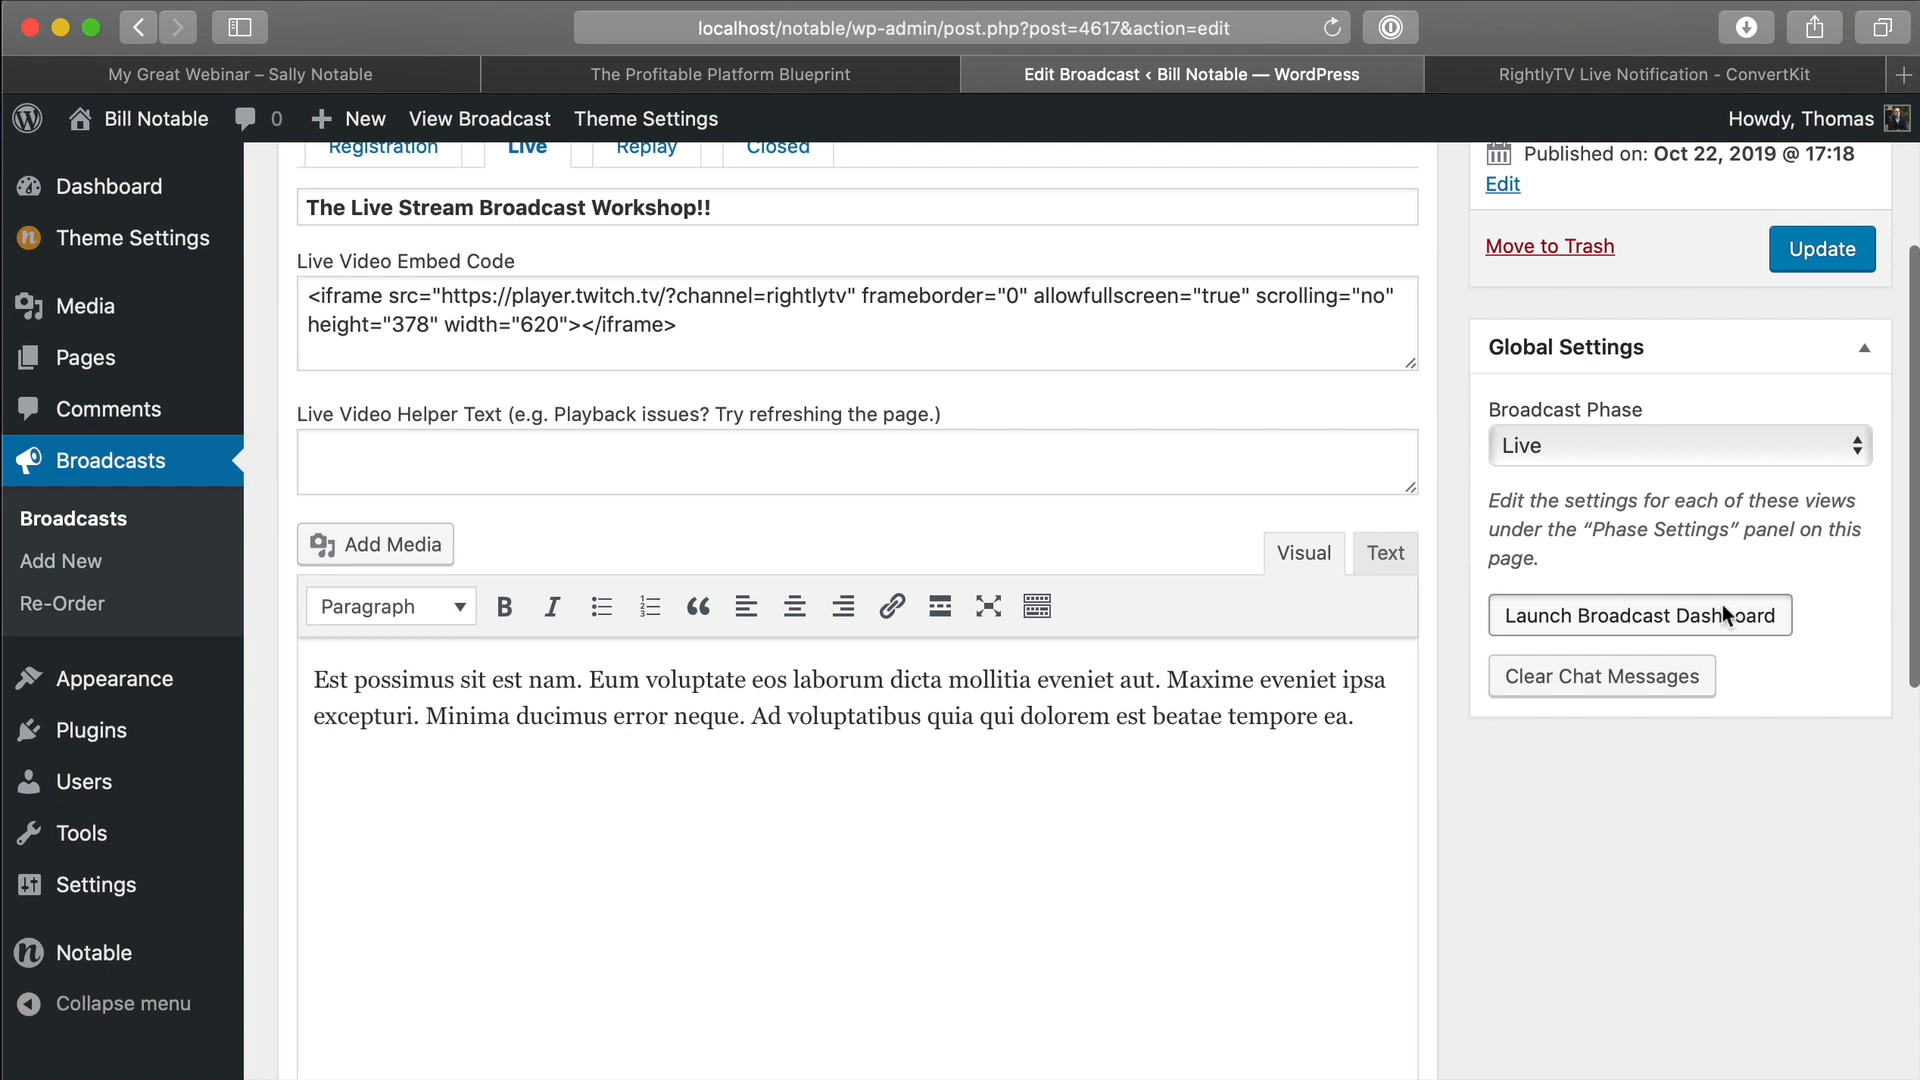 localhost/notable/wp-admin/post.php?post=4617&action=edit
My Great Webinar – Sally Notable
The Profitable Platform Blueprint
Edit Broadcast ‹ Bill Notable — WordPress
RightlyTV Live Notification - ConvertKit
Bill Notable
0
New
View Broadcast
Theme Settings
Howdy, Thomas
Dashboard
Theme Settings
Media
Pages
Comments
Broadcasts
Broadcasts
Add New
Re-Order
Appearance
Plugins
Users
Tools
Settings
Notable
Collapse menu
Registration
Live
Replay
Closed
The Live Stream Broadcast Workshop!!
Live Video Embed Code
<iframe src="https://player.twitch.tv/?channel=rightlytv" frameborder="0" allowfullscreen="true" scrolling="no"
height="378" width="620"></iframe>
Live Video Helper Text (e.g. Playback issues? Try refreshing the page.)
Add Media
Visual
Text
Paragraph
Est possimus sit est nam. Eum voluptate eos laborum dicta mollitia eveniet aut. Maxime eveniet ipsa
excepturi. Minima ducimus error neque. Ad voluptatibus quia qui dolorem est beatae tempore ea.
Published on: Oct 22, 2019 @ 17:18
Edit
Move to Trash
Update
Global Settings
Broadcast Phase
Live
Edit the settings for each of these views
under the “Phase Settings” panel on this
page.
Launch Broadcast Dashboard
Clear Chat Messages